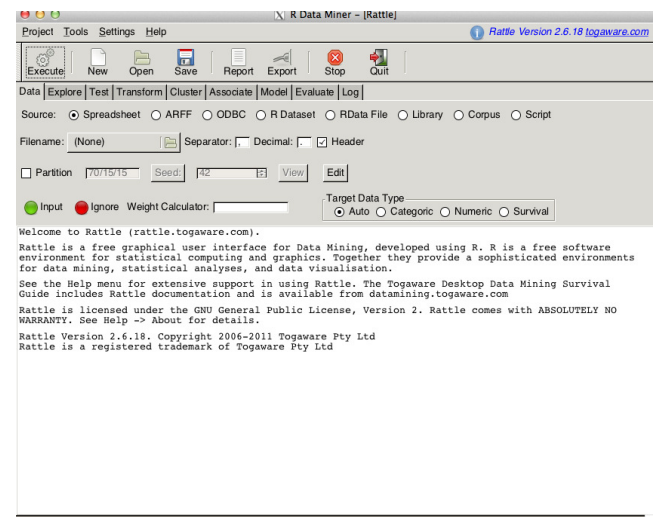 X R Data Miner - [Rattle]
Project Tools Settings Help
Rattle Version 2.6.18 togaware.com
Execute New Open Save Report Export Stop Quit
Data Explore Test Transform Cluster Associate Model Evaluate Log
Source: Spreadsheet ARFF ODBC R Dataset RData File Library Corpus Script
Filename: (None) Separator: , Decimal: . Header
Partition 70/15/15 Seed: 42 View Edit
Target Data Type
Input Ignore Weight Calculator: Auto Categoric Numeric Survival
Welcome to Rattle (rattle.togaware.com).
Rattle is a free graphical user interface for Data Mining, developed using R. R is a free software
environment for statistical computing and graphics. Together they provide a sophisticated environments
for data mining, statistical analyses, and data visualisation.
See the Help menu for extensive support in using Rattle. The Togaware Desktop Data Mining Survival
Guide includes Rattle documentation and is available from datamining.togaware.com
Rattle is licensed under the GNU General Public License, Version 2. Rattle comes with ABSOLUTELY NO
WARRANTY. See Help -> About for details.
Rattle Version 2.6.18. Copyright 2006-2011 Togaware Pty Ltd
Rattle is a registered trademark of Togaware Pty Ltd